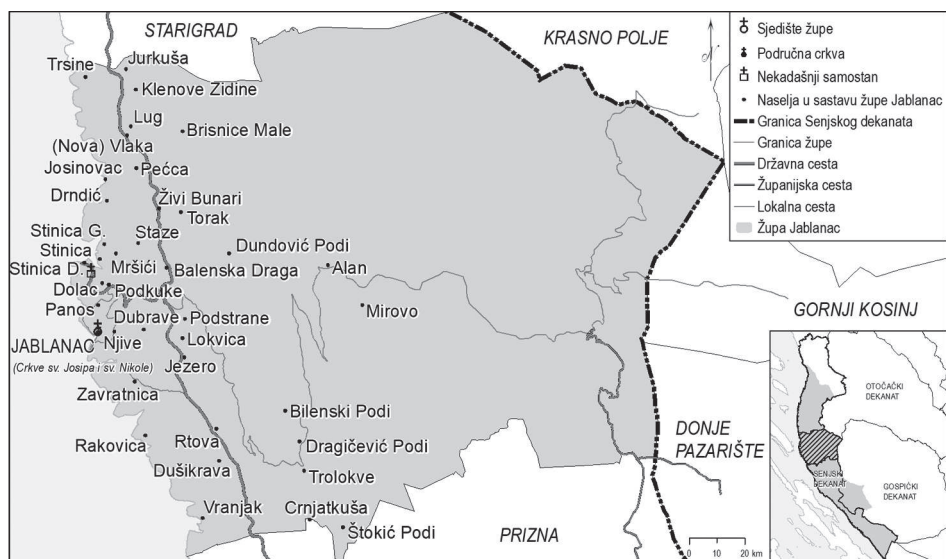 STARIGRAD
KRASNO POLJE
Trsine
Jurkuša
Klenove Zidine
Lug
Brisnice Male
(Nova) Vlaka
Josinovac
Pećca
Drndić
Živi Bunari
Torak
Stinica G.
Staze
Stinica
Dundović Podi
Stinica D.
Mršići
Balenska Draga
Alan
Dolac
Podkuke
Panos
Mirovo
Dubrave
Podstrane
JABLANAC
Njive
Lokvica
(Crkve sv. Josipa i sv. Nikole)
Jezero
Zavratnica
Bilenski Podi
Rakovica
Rtova
Dragičević Podi
Dušikrava
Trolokve
Vranjak
Crnjatkuša
Štokić Podi
PRIZNA
DONJE
PAZARIŠTE
GORNJI KOSINJ
N
Sjedište župe
Područna crkva
Nekadašnji samostan
Naselja u sastavu župe Jablanac
Granica Senjskog dekanata
Granica župe
Državna cesta
Županijska cesta
Lokalna cesta
Župa Jablanac
OTOČAČKI
DEKANAT
SENJSKI
DEKANAT
GOSPIĆKI
DEKANAT
0 10 20 km